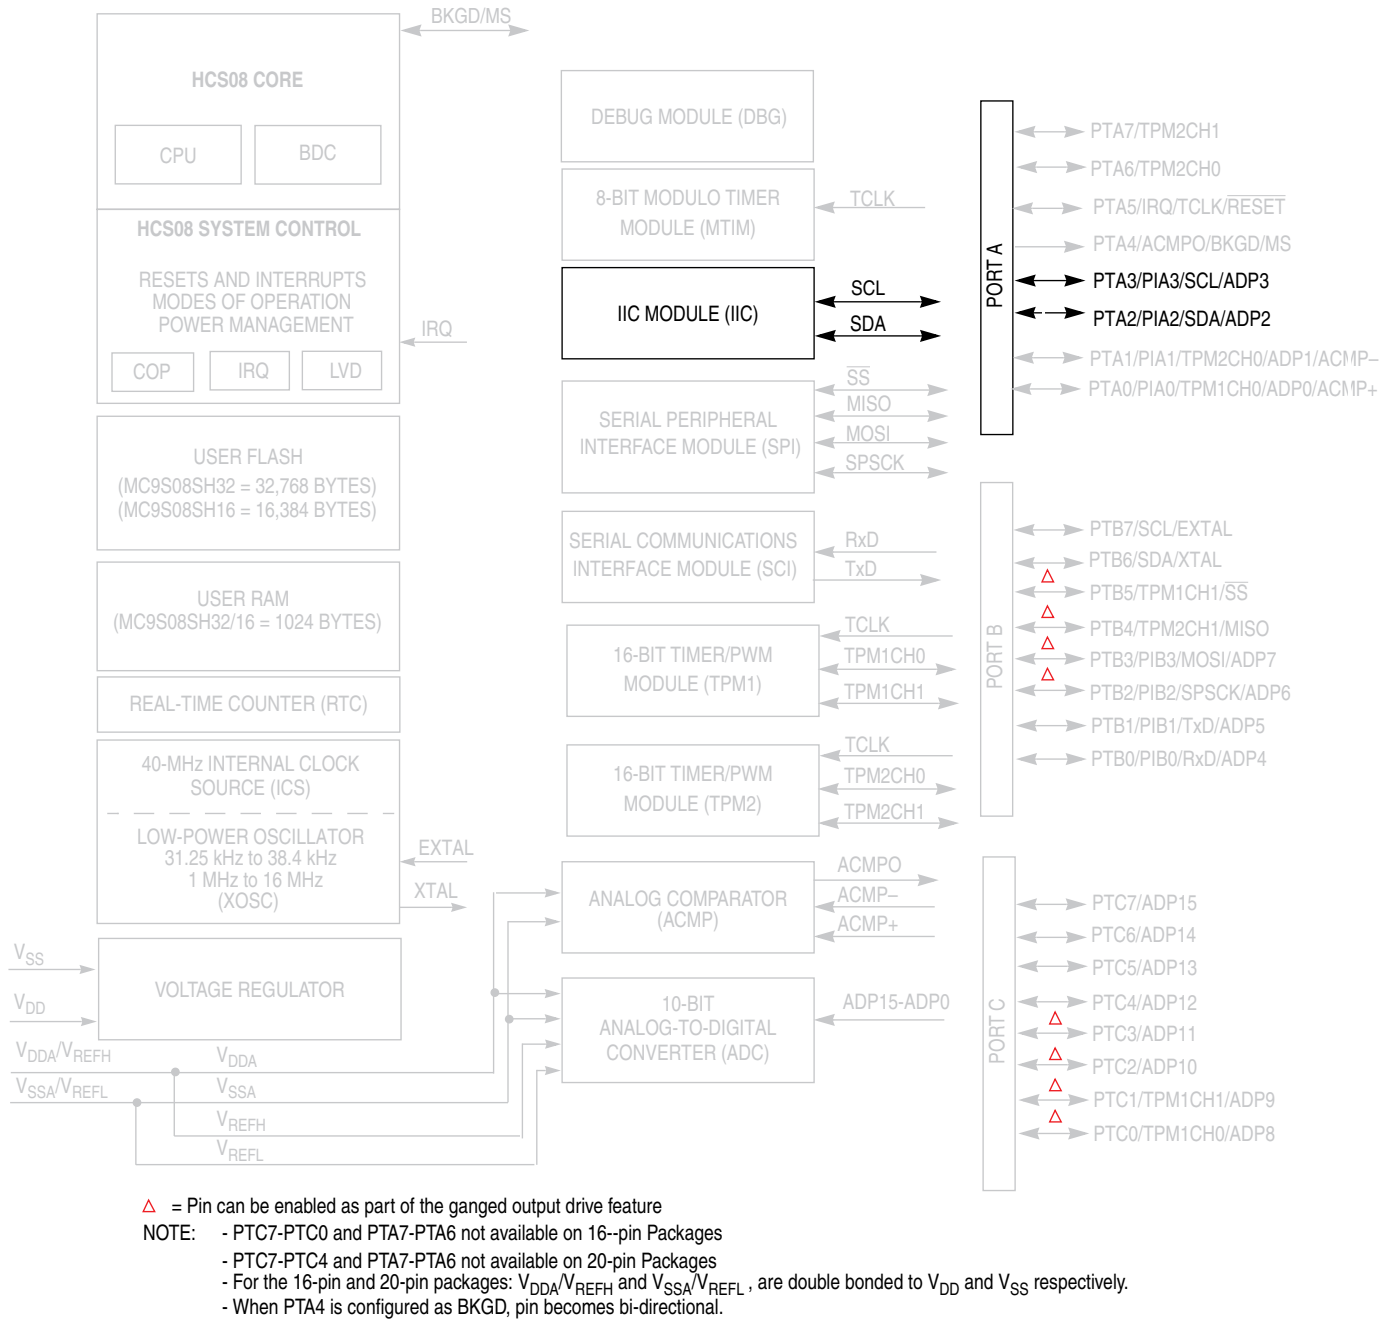 BKGD/MS
HCS08 CORE
CPU
BDC
HCS08 SYSTEM CONTROL
RESETS AND INTERRUPTS
MODES OF OPERATION
POWER MANAGEMENT
IRQ
COP
IRQ
LVD
USER FLASH
(MC9S08SH32 = 32,768 BYTES)
(MC9S08SH16 = 16,384 BYTES)
USER RAM
(MC9S08SH32/16 = 1024 BYTES)
REAL-TIME COUNTER (RTC)
40-MHz INTERNAL CLOCK
SOURCE (ICS)
LOW-POWER OSCILLATOR
31.25 kHz to 38.4 kHz
1 MHz to 16 MHz
(XOSC)
EXTAL
XTAL
VSS
VDD
VOLTAGE REGULATOR
VDDA/VREFH
VDDA
VSSA/VREFL
VSSA
VREFH
VREFL
DEBUG MODULE (DBG)
8-BIT MODULO TIMER
MODULE (MTIM)
TCLK
IIC MODULE (IIC)
SCL
SDA
SERIAL PERIPHERAL
INTERFACE MODULE (SPI)
SS
MISO
MOSI
SPSCK
SERIAL COMMUNICATIONS
INTERFACE MODULE (SCI)
RxD
TxD
16-BIT TIMER/PWM
MODULE (TPM1)
TCLK
TPM1CH0
TPM1CH1
16-BIT TIMER/PWM
MODULE (TPM2)
TCLK
TPM2CH0
TPM2CH1
ANALOG COMPARATOR
(ACMP)
ACMPO
ACMP–
ACMP+
10-BIT
ANALOG-TO-DIGITAL
CONVERTER (ADC)
ADP15-ADP0
PORT A
PTA7/TPM2CH1
PTA6/TPM2CH0
PTA5/IRQ/TCLK/RESET
PTA4/ACMPO/BKGD/MS
PTA3/PIA3/SCL/ADP3
PTA2/PIA2/SDA/ADP2
PTA1/PIA1/TPM2CH0/ADP1/ACMP–
PTA0/PIA0/TPM1CH0/ADP0/ACMP+
PORT B
PTB7/SCL/EXTAL
PTB6/SDA/XTAL
Δ
PTB5/TPM1CH1/SS
Δ
PTB4/TPM2CH1/MISO
Δ
PTB3/PIB3/MOSI/ADP7
Δ
PTB2/PIB2/SPSCK/ADP6
PTB1/PIB1/TxD/ADP5
PTB0/PIB0/RxD/ADP4
PORT C
PTC7/ADP15
PTC6/ADP14
PTC5/ADP13
PTC4/ADP12
Δ
PTC3/ADP11
Δ
PTC2/ADP10
Δ
PTC1/TPM1CH1/ADP9
Δ
PTC0/TPM1CH0/ADP8
Δ = Pin can be enabled as part of the ganged output drive feature
NOTE: - PTC7-PTC0 and PTA7-PTA6 not available on 16--pin Packages
- PTC7-PTC4 and PTA7-PTA6 not available on 20-pin Packages
- For the 16-pin and 20-pin packages: VDDA/VREFH and VSSA/VREFL , are double bonded to VDD and VSS respectively.
- When PTA4 is configured as BKGD, pin becomes bi-directional.